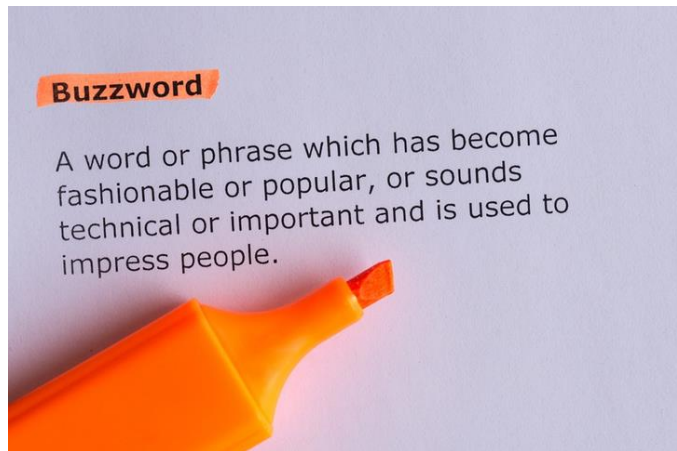 Buzzword
A word or phrase which has become
fashionable or popular, or sounds
technical or important and is used to
impress people.